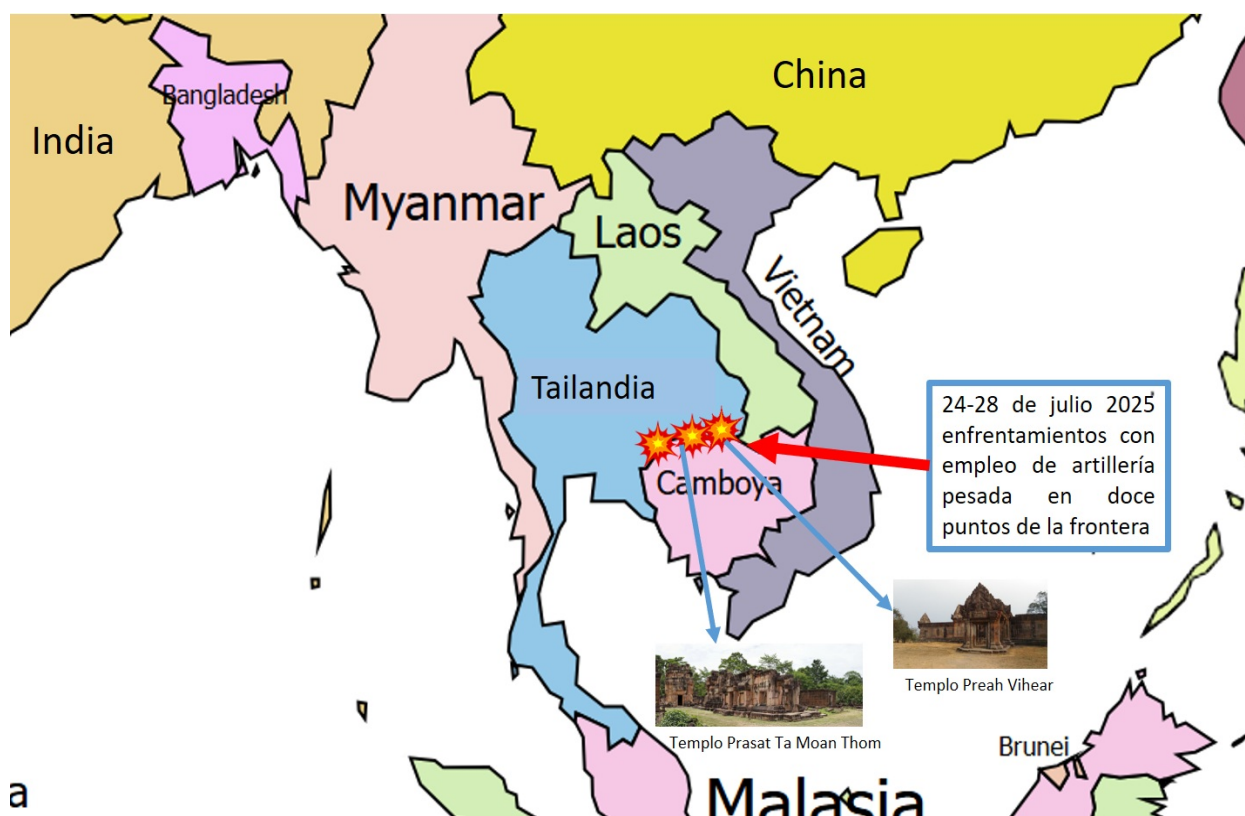 China
Bangladesh
India
Myanmar
Laos
Vietnam
Tailandia
24-28 de julio 2025
enfrentamientos con
empleo de artillería
pesada en doce
puntos de la frontera
Camboya
Templo Preah Vihear
Templo Prasat Ta Moan Thom
Brunei
a
Malasia